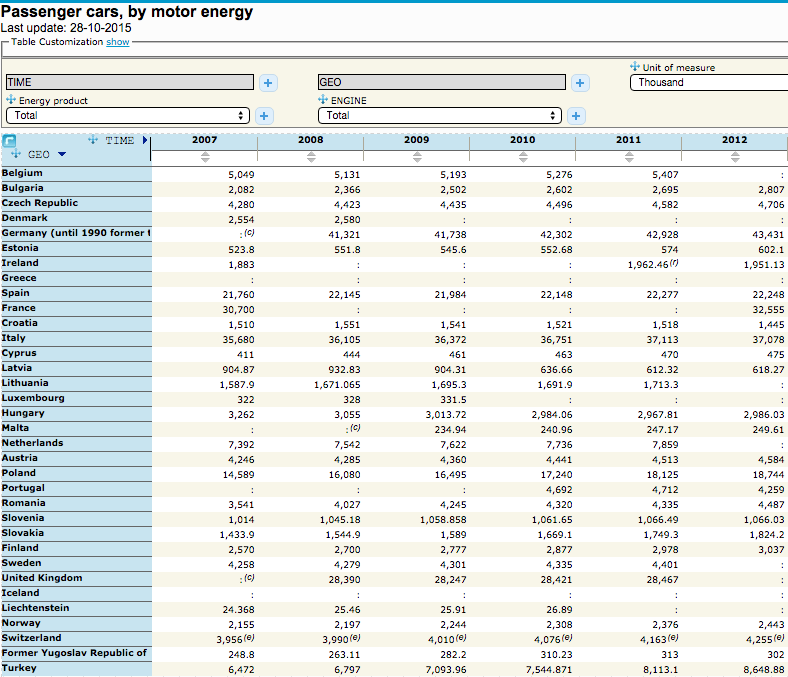 Passenger cars, by motor energy
Last update: 28-10-2015
Table Customization show
Unit of measure
TIME + GEO + Thousand
Energy product ENGINE
Total + Total +
TIME 2007 2008 2009 2010 2011 2012
GEO
Belgium 5,049 5,131 5,193 5,276 5,407 :
Bulgaria 2,082 2,366 2,502 2,602 2,695 2,807
Czech Republic 4,280 4,423 4,435 4,496 4,582 4,706
Denmark 2,554 2,580 : : : :
Germany (until 1990 former t :(c) 41,321 41,738 42,302 42,928 43,431
Estonia 523.8 551.8 545.6 552.68 574 602.1
Ireland 1,883 : : : 1,962.46(r) 1,951.13
Greece : : : : : :
Spain 21,760 22,145 21,984 22,148 22,277 22,248
France 30,700 : : : : 32,555
Croatia 1,510 1,551 1,541 1,521 1,518 1,445
Italy 35,680 36,105 36,372 36,751 37,113 37,078
Cyprus 411 444 461 463 470 475
Latvia 904.87 932.83 904.31 636.66 612.32 618.27
Lithuania 1,587.9 1,671.065 1,695.3 1,691.9 1,713.3 :
Luxembourg 322 328 331.5 : : :
Hungary 3,262 3,055 3,013.72 2,984.06 2,967.81 2,986.03
Malta : :(c) 234.94 240.96 247.17 249.61
Netherlands 7,392 7,542 7,622 7,736 7,859 :
Austria 4,246 4,285 4,360 4,441 4,513 4,584
Poland 14,589 16,080 16,495 17,240 18,125 18,744
Portugal : : : 4,692 4,712 4,259
Romania 3,541 4,027 4,245 4,320 4,335 4,487
Slovenia 1,014 1,045.18 1,058.858 1,061.65 1,066.49 1,066.03
Slovakia 1,433.9 1,544.9 1,589 1,669.1 1,749.3 1,824.2
Finland 2,570 2,700 2,777 2,877 2,978 3,037
Sweden 4,258 4,279 4,301 4,335 4,401 :
United Kingdom :(c) 28,390 28,247 28,421 28,467 :
Iceland : : : : : :
Liechtenstein 24.368 25.46 25.91 26.89 : :
Norway 2,155 2,197 2,244 2,308 2,376 2,443
Switzerland 3,956(e) 3,990(e) 4,010(e) 4,076(e) 4,163(e) 4,255(e)
Former Yugoslav Republic of 248.8 263.11 282.2 310.23 313 302
Turkey 6,472 6,797 7,093.96 7,544.871 8,113.1 8,648.88